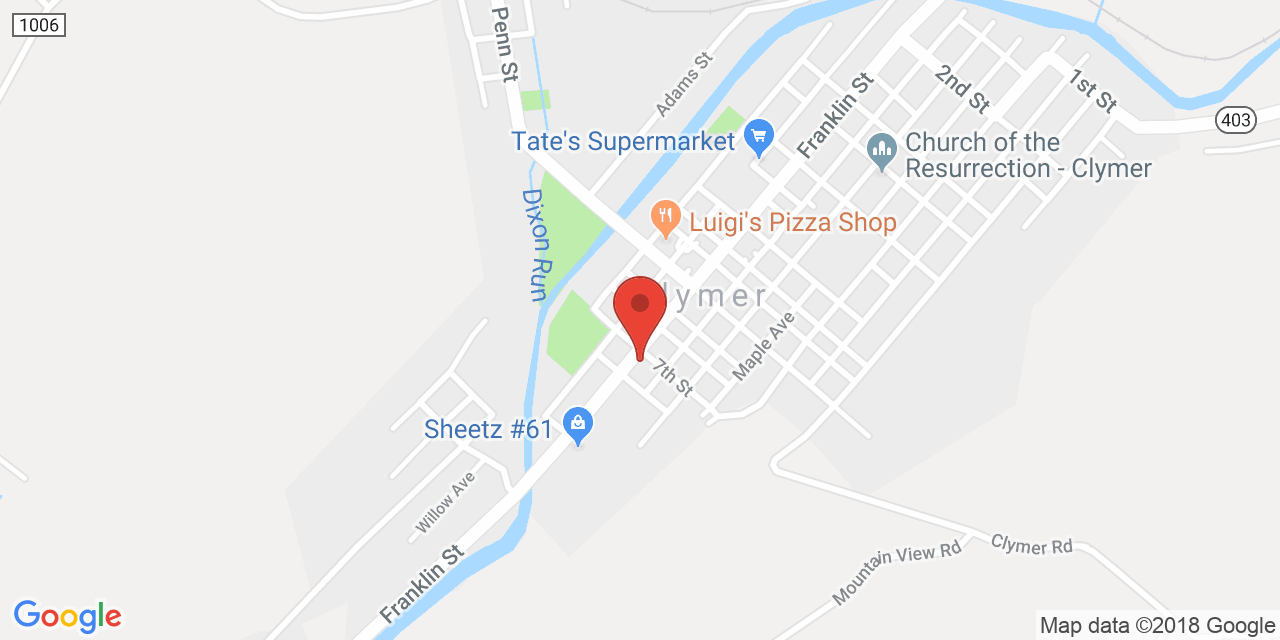 1006
Penn St
Adams St
2nd St
1st St
403
Franklin St
Tate's Supermarket
Church of the
Resurrection - Clymer
Dixon Run
Luigi's Pizza Shop
lymer
Maple Ave
7th St
Sheetz #61
Willow Ave
Franklin St
Mountain View Rd
Clymer Rd
Google
Map data ©2018 Google